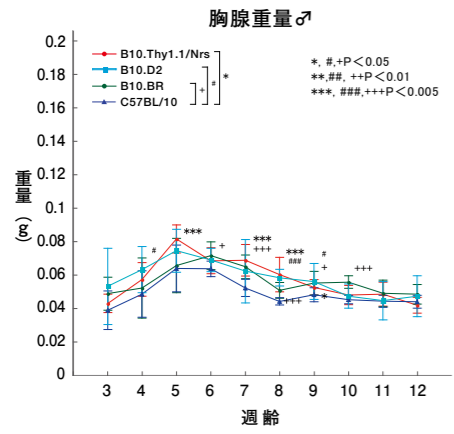 胸腺重量♂
0.2
0.18
0.16
0.14
0.12
0.1
0.08
0.06
0.04
0.02
0
重量(g)
B10.Thy1.1/Nrs
B10.D2
B10.BR
C57BL/10
+
#
*
*, #,+P<0.05
**,##, ++P<0.01
***, ###,+++P<0.005
#
***
+
***
+++
***
###
+++
#
+
*
+++
3 4 5 6 7 8 9 10 11 12
週齢